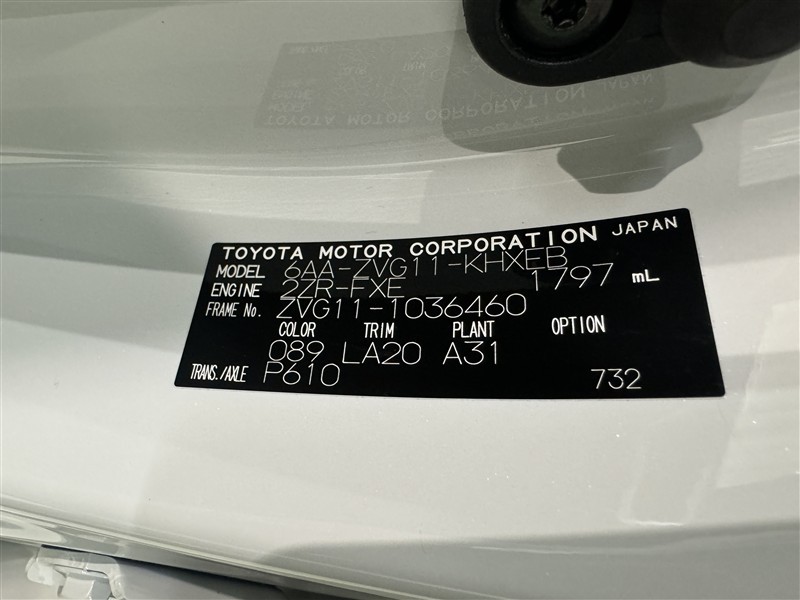 TOYOTA MOTOR CORPORATION JAPAN
MODEL 6AA-ZVG11-KHXEB
ENGINE 2ZR-FXE 1797 mL
FRAME No. ZVG11-1036460
COLOR TRIM PLANT OPTION
089 LA20 A31
TRANS./AXLE P610 732